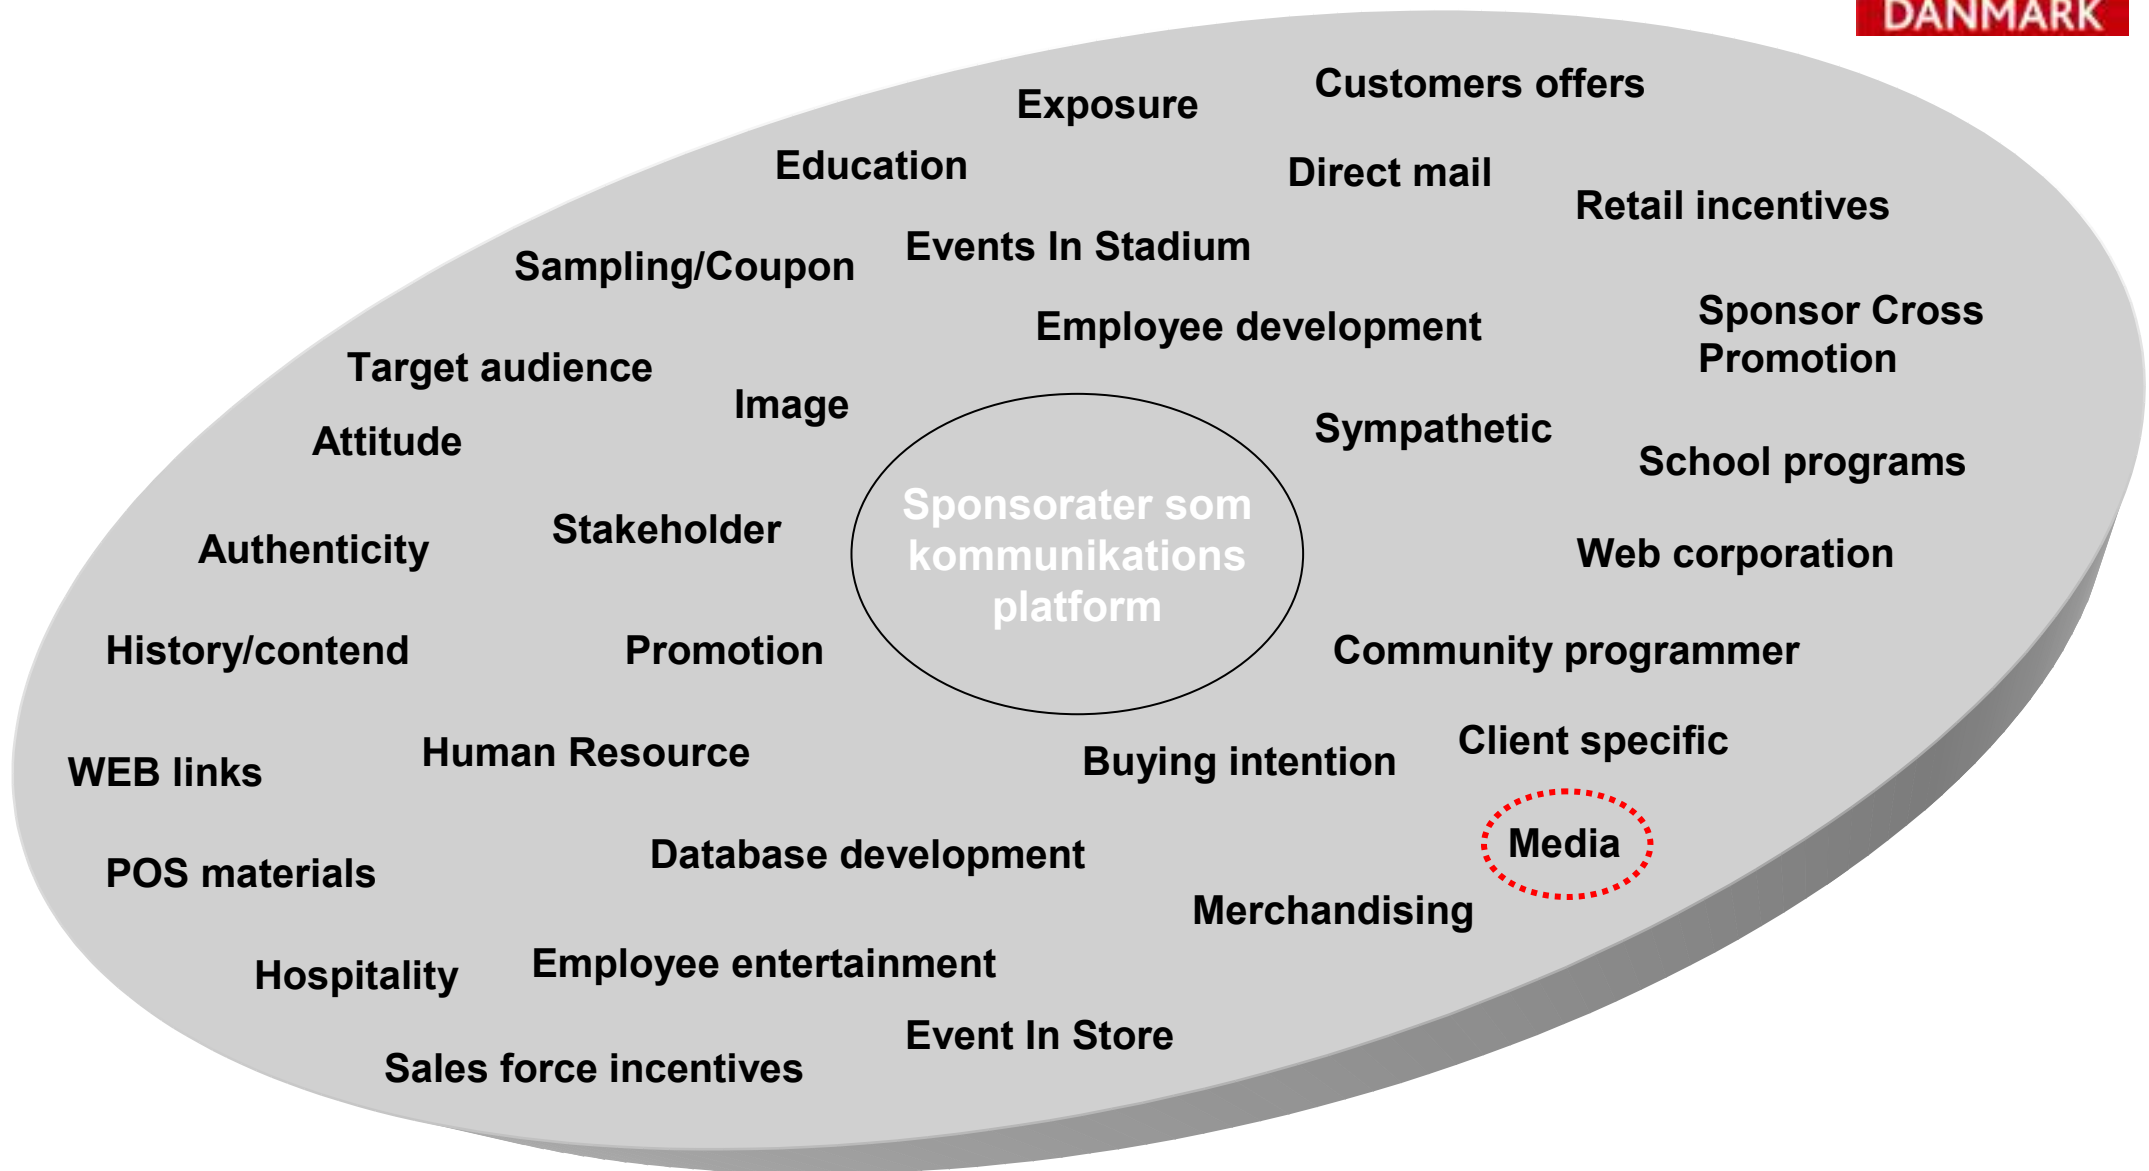 DANMARK
Customers offers
Exposure
Education
Direct mail
Retail incentives
Events In Stadium
Sampling/Coupon
Sponsor Cross
Promotion
Employee development
Target audience
Image
Sympathetic
Attitude
School programs
Sponsorater som
kommunikations
platform
Stakeholder
Authenticity
Web corporation
History/contend
Promotion
Community programmer
Client specific
Human Resource
Buying intention
WEB links
Media
Database development
POS materials
Merchandising
Employee entertainment
Hospitality
Event In Store
Sales force incentives